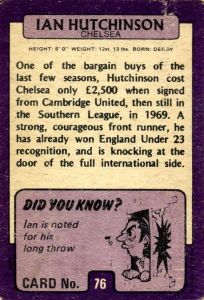 IAN HUTCHINSON
CHELSEA
HEIGHT: 6' 0" WEIGHT: 12st. 13 lbs. BORN: DERBY
One of the bargain buys of the
last few seasons, Hutchinson cost
Chelsea only £2,500 when signed
from Cambridge United, then still in
the Southern League, in 1969. A
strong, courageous front runner, he
has already won England Under 23
recognition, and is knocking at the
door of the full international side.
DID YOU KNOW?
Ian is noted
for his
long throw
CARD No. 76